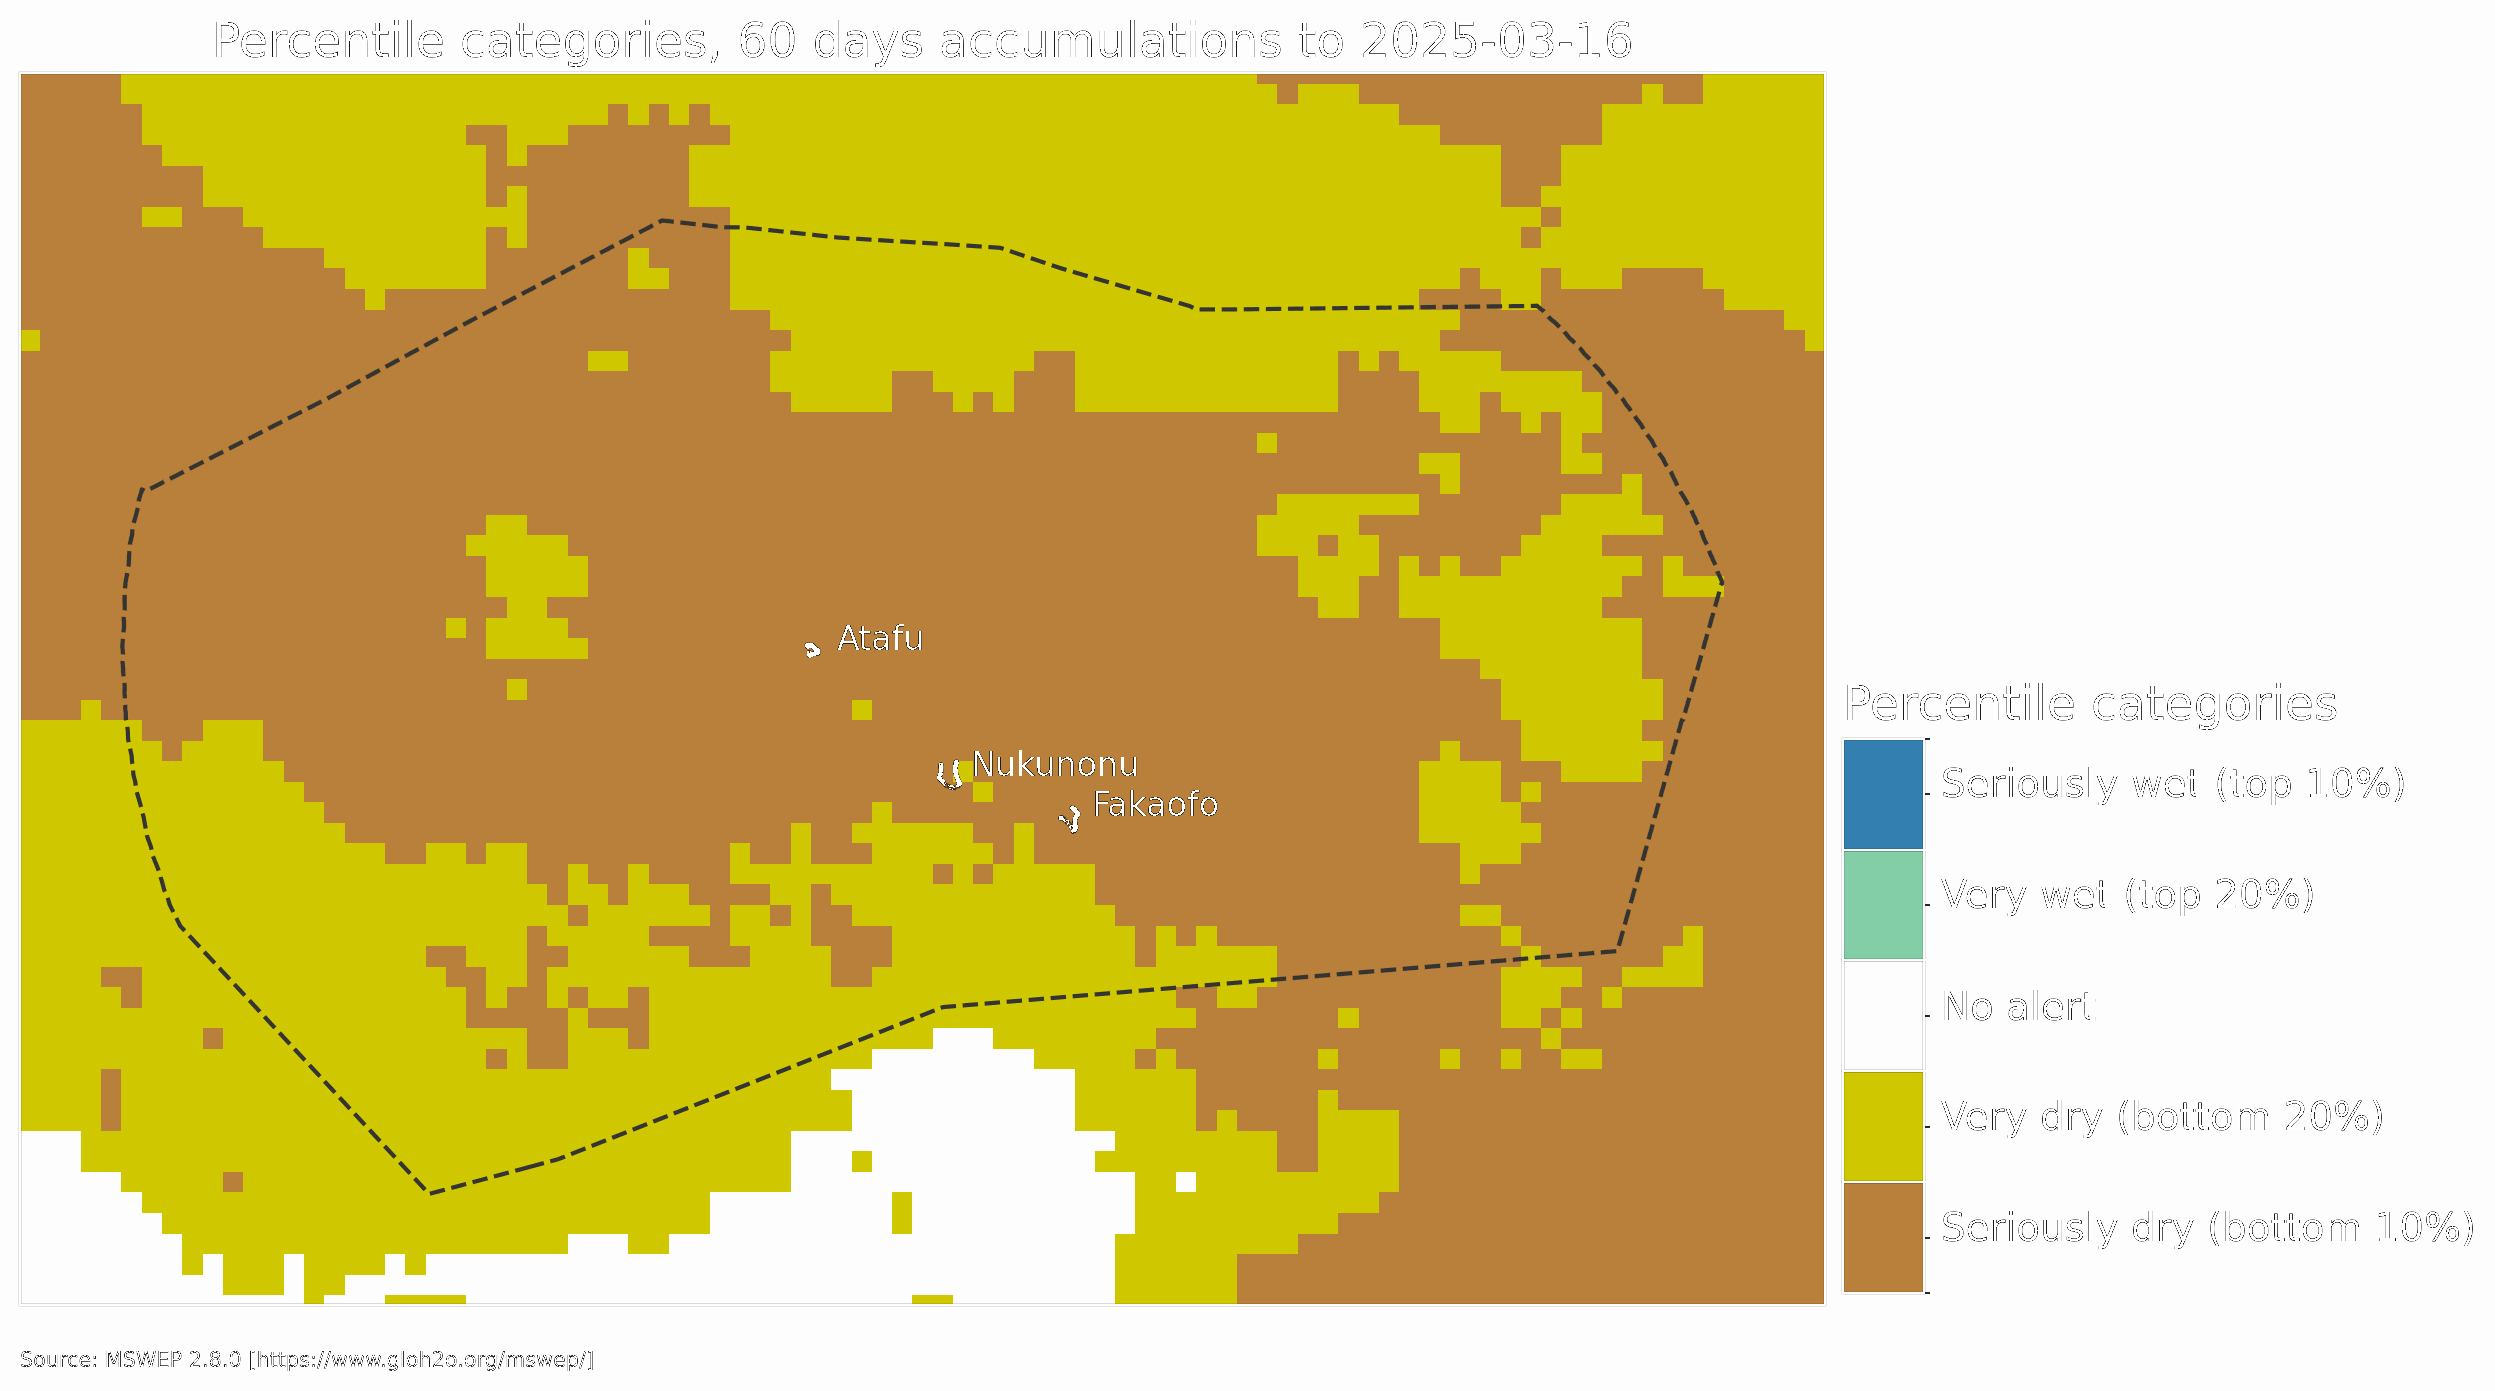 Percentile categories, 60 days accumulations to 2025-03-16
Atafu
Nukunonu
Fakaofo
Percentile categories
Seriously wet (top 10%)
Very wet (top 20%)
No alert
Very dry (bottom 20%)
Seriously dry (bottom 10%)
Source: MSWEP 2.8.0 [https://www.gloh2o.org/mswep/]